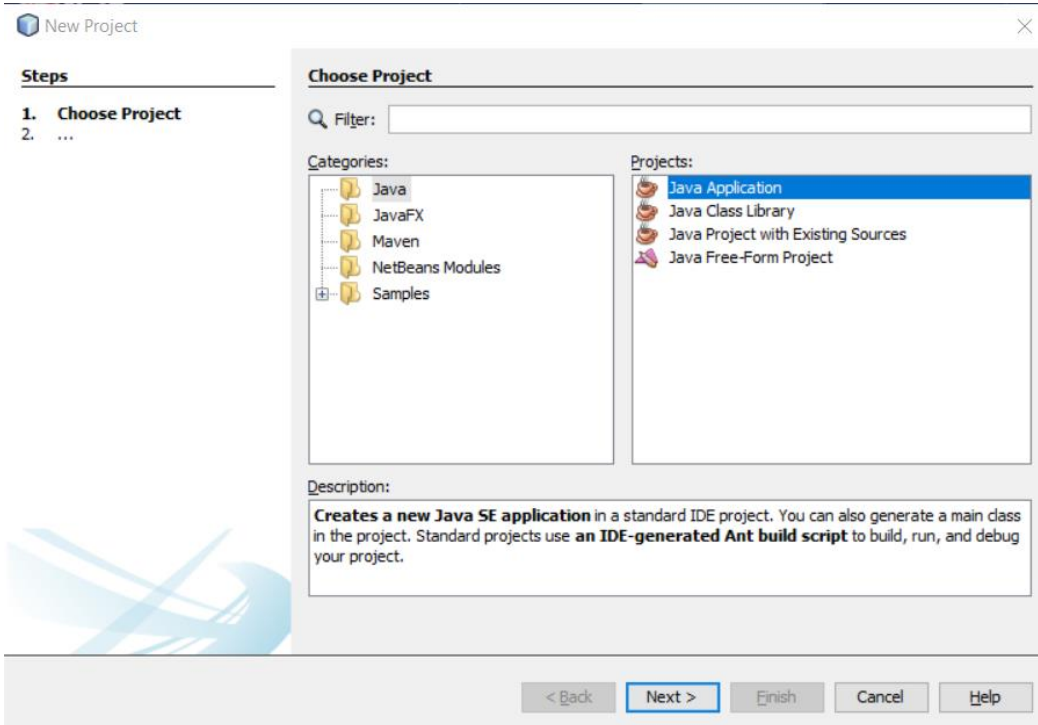 New Project
Steps
1. Choose Project
2. ...
Choose Project
Filter:
Categories:
Java
JavaFX
Maven
NetBeans Modules
Samples
Projects:
Java Application
Java Class Library
Java Project with Existing Sources
Java Free-Form Project
Description:
Creates a new Java SE application in a standard IDE project. You can also generate a main class
in the project. Standard projects use an IDE-generated Ant build script to build, run, and debug
your project.
< Back
Next >
Finish
Cancel
Help